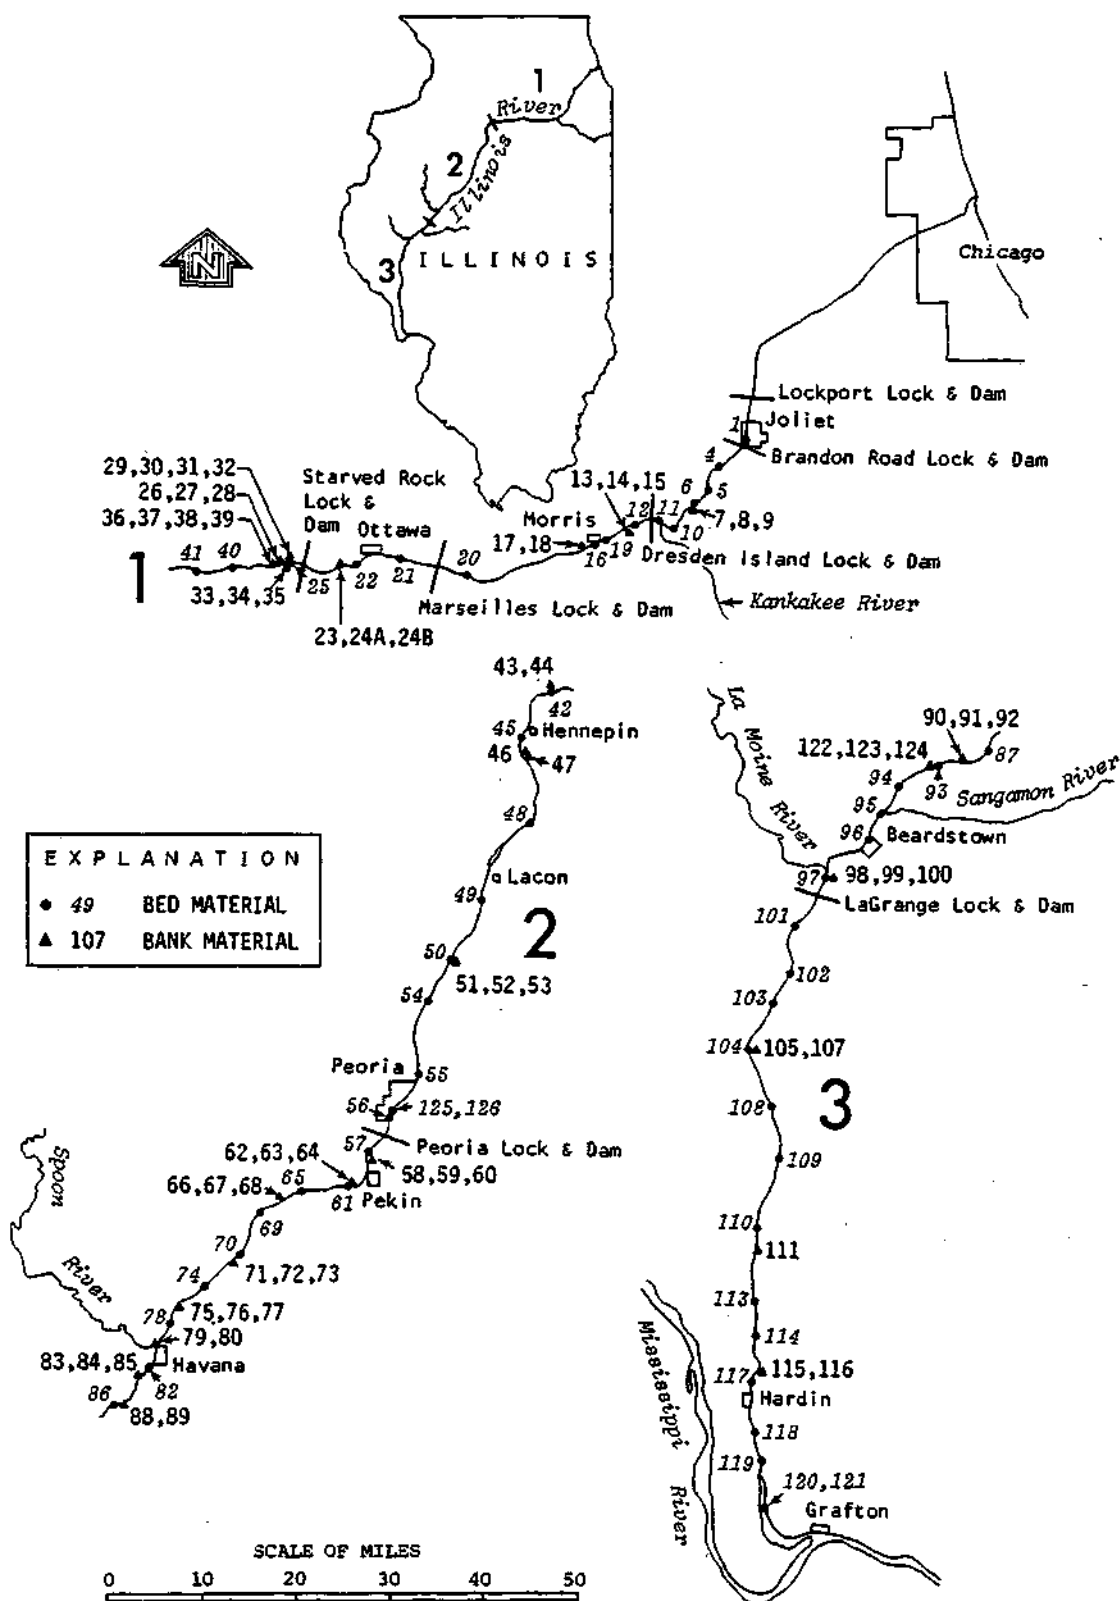 1
River
2
Illinois
3
ILLINOIS
N
Chicago
Lockport Lock & Dam
1
Joliet
Brandon Road Lock & Dam
4
5
6
7,8,9
29,30,31,32
26,27,28
36,37,38,39
Starved Rock
Lock &
Dam
Ottawa
13,14,15
11
12
10
Morris
17,18
16
19
Dresden Island Lock & Dam
41
40
20
21
22
25
1
33,34,35
Marseilles Lock & Dam
Kankakee River
23,24A,24B
43,44
42
45
Hennepin
46
47
48
Lacon
49
2
50
51,52,53
54
EXPLANATION
49 BED MATERIAL
107 BANK MATERIAL
Peoria
55
56
125,126
57
Peoria Lock & Dam
62,63,64
58,59,60
66,67,68
65
61
Pekin
69
Spoon
River
70
71,72,73
74
75,76,77
78
79,80
Havana
83,84,85
82
86
88,89
La Moine River
90,91,92
122,123,124
87
94
93
Sangamon River
95
96
Beardstown
97
98,99,100
LaGrange Lock & Dam
101
102
103
104
105,107
3
108
109
110
111
113
114
115,116
117
Hardin
Mississippi
River
118
119
120,121
Grafton
SCALE OF MILES
0 10 20 30 40 50